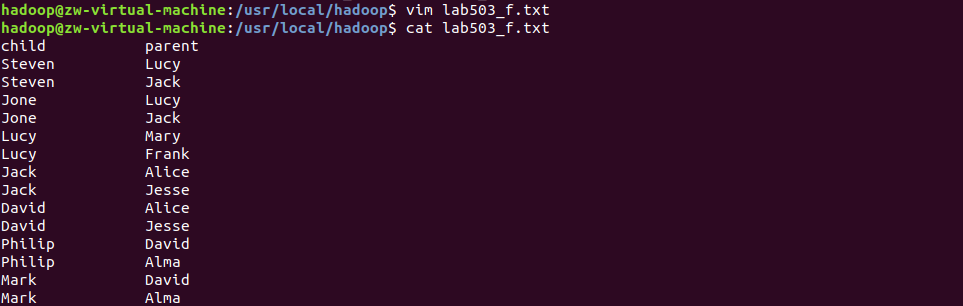 hadoop@zw-virtual-machine:/usr/local/hadoop$ vim lab503_f.txt
hadoop@zw-virtual-machine:/usr/local/hadoop$ cat lab503_f.txt
child           parent
Steven          Lucy
Steven          Jack
Jone            Lucy
Jone            Jack
Lucy            Mary
Lucy            Frank
Jack            Alice
Jack            Jesse
David           Alice
David           Jesse
Philip          David
Philip          Alma
Mark            David
Mark            Alma